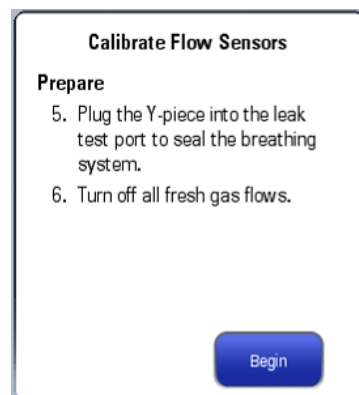 Calibrate Flow Sensors
Prepare
5. Plug the Y-piece into the leak
test port to seal the breathing
system.
6. Turn off all fresh gas flows.
Begin